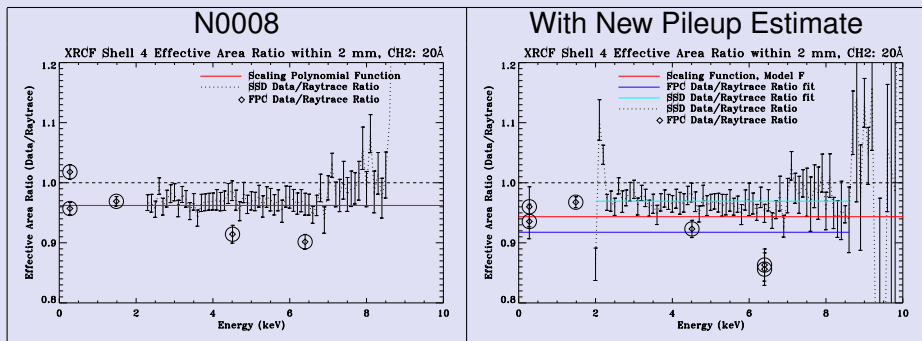 N0008
XRCF Shell 4 Effective Area Ratio within 2 mm, CH2: 20Å
Effective Area Ratio (Data/Raytrace)
1.2
1.1
1.0
0.9
0.8
Scaling Polynomial Function
SSD Data/Raytrace Ratio
FPC Data/Raytrace Ratio
0
2
4
6
8
10
Energy (keV)
With New Pileup Estimate
XRCF Shell 4 Effective Area Ratio within 2 mm, CH2: 20Å
Effective Area Ratio (Data/Raytrace)
1.2
1.1
1.0
0.9
0.8
Scaling Function, Model F
FPC Data/Raytrace Ratio fit
SSD Data/Raytrace Ratio fit
SSD Data/Raytrace Ratio
FPC Data/Raytrace Ratio
0
2
4
6
8
10
Energy (keV)